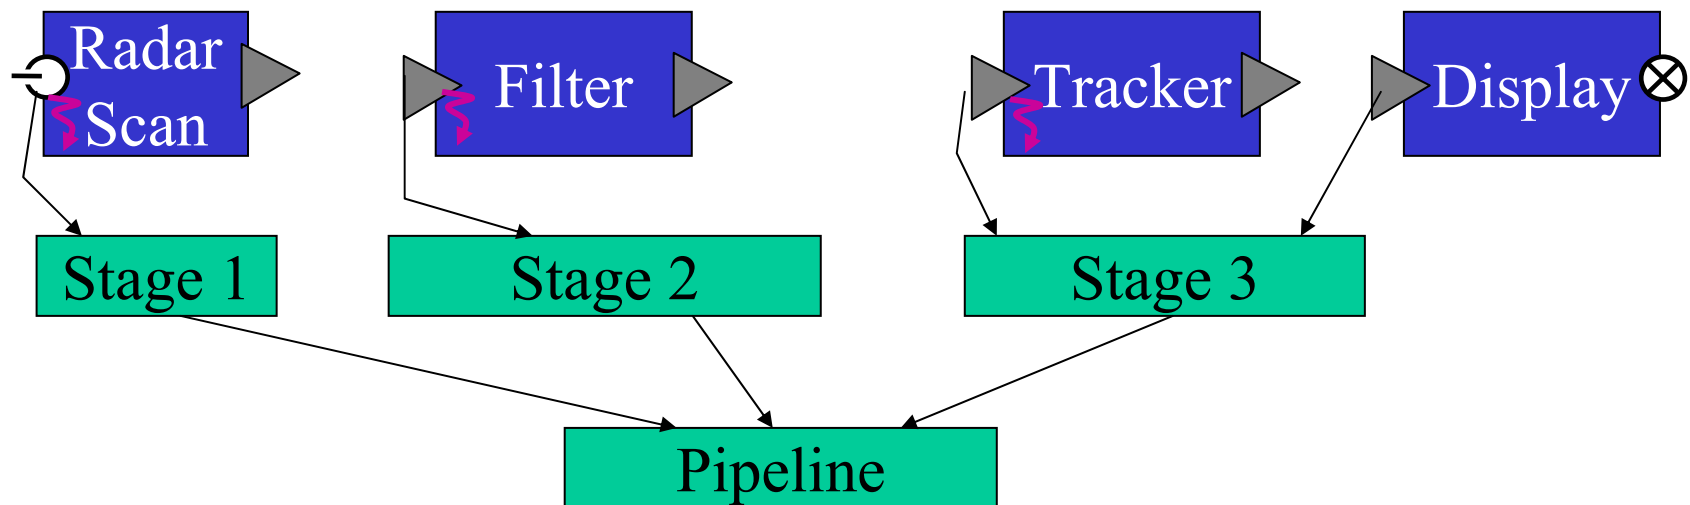 Radar
Scan
Filter
Tracker
Display
Stage 1
Stage 2
Stage 3
Pipeline